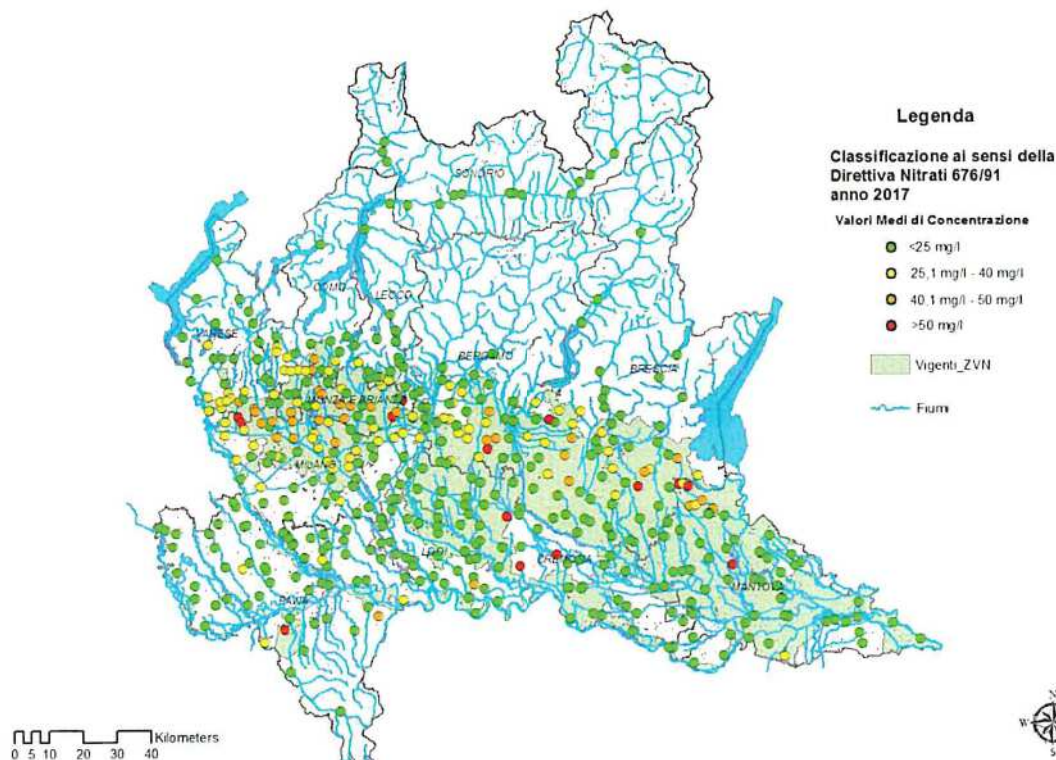 Legenda
Classificazione ai sensi della
Direttiva Nitrati 676/91
anno 2017
Valori Medi di Concentrazione
<25 mg/l
25,1 mg/l - 40 mg/l
40,1 mg/l - 50 mg/l
>50 mg/l
Vigenti_ZVN
Fiumi
SONDRIO
COMO
LECCO
VARESE
BERGAMO
BRESCIA
MONZA E BRIANZA
MILANO
LODI
CREMONA
PAVIA
MANTOVA
N
W
S
Kilometers
0 5 10 20 30 40